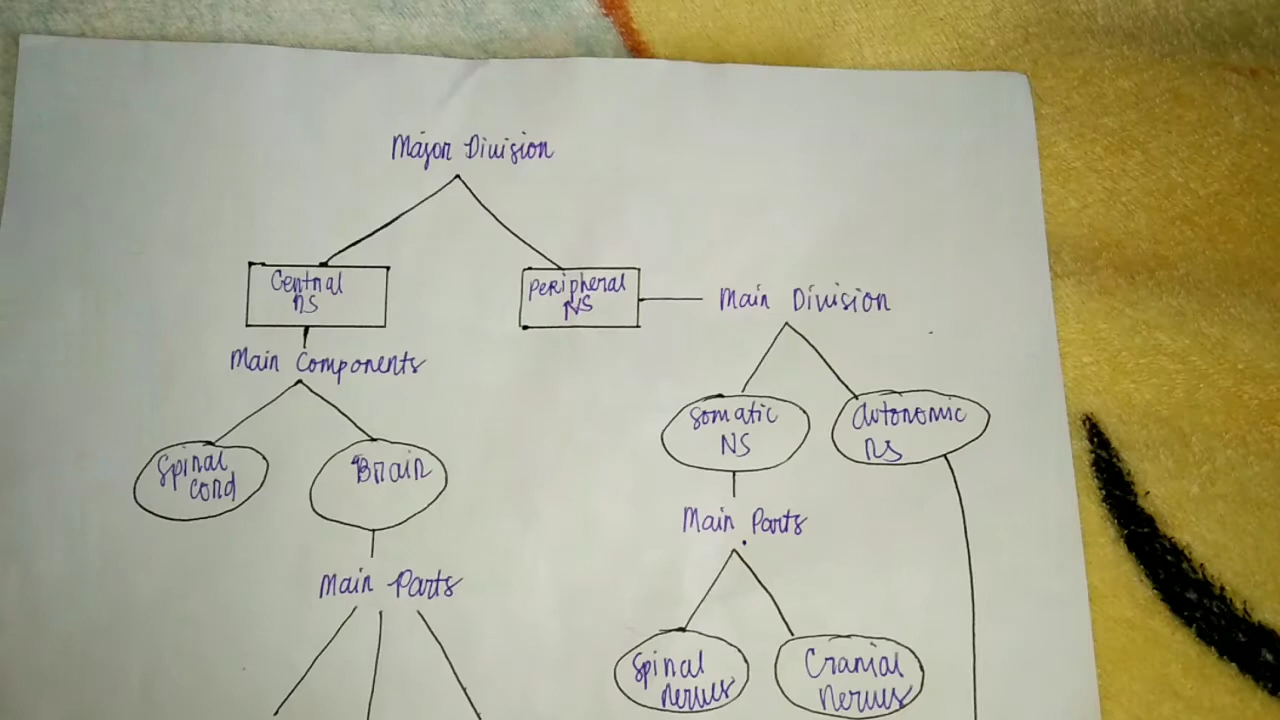 Major Division
Central
NS
Peripheral
NS
Main Division
Main Components
Somatic
NS
Autonomic
NS
Spinal
cord
Brain
Main Parts
Main Parts
Spinal
nerves
Cranial
nerves